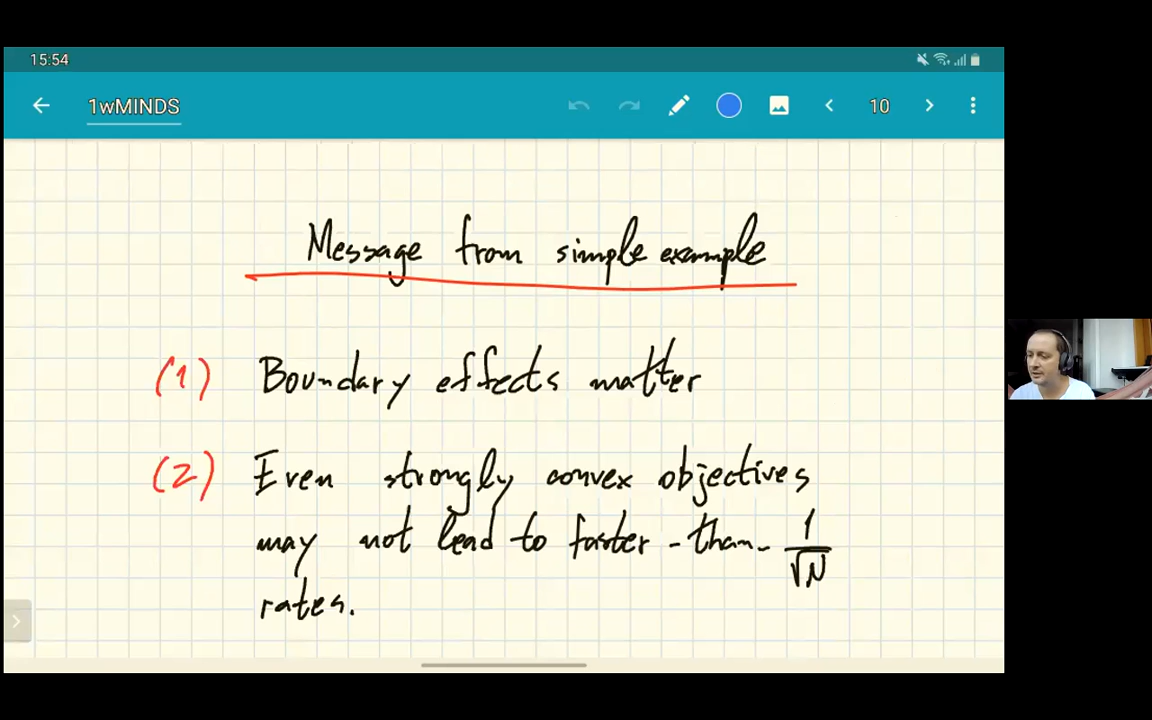 15:54
1wMINDS
10
Message from simple example
(1) Boundary effects matter
(2) Even strongly convex objectives
may not lead to faster-than- 1/√N
rates.